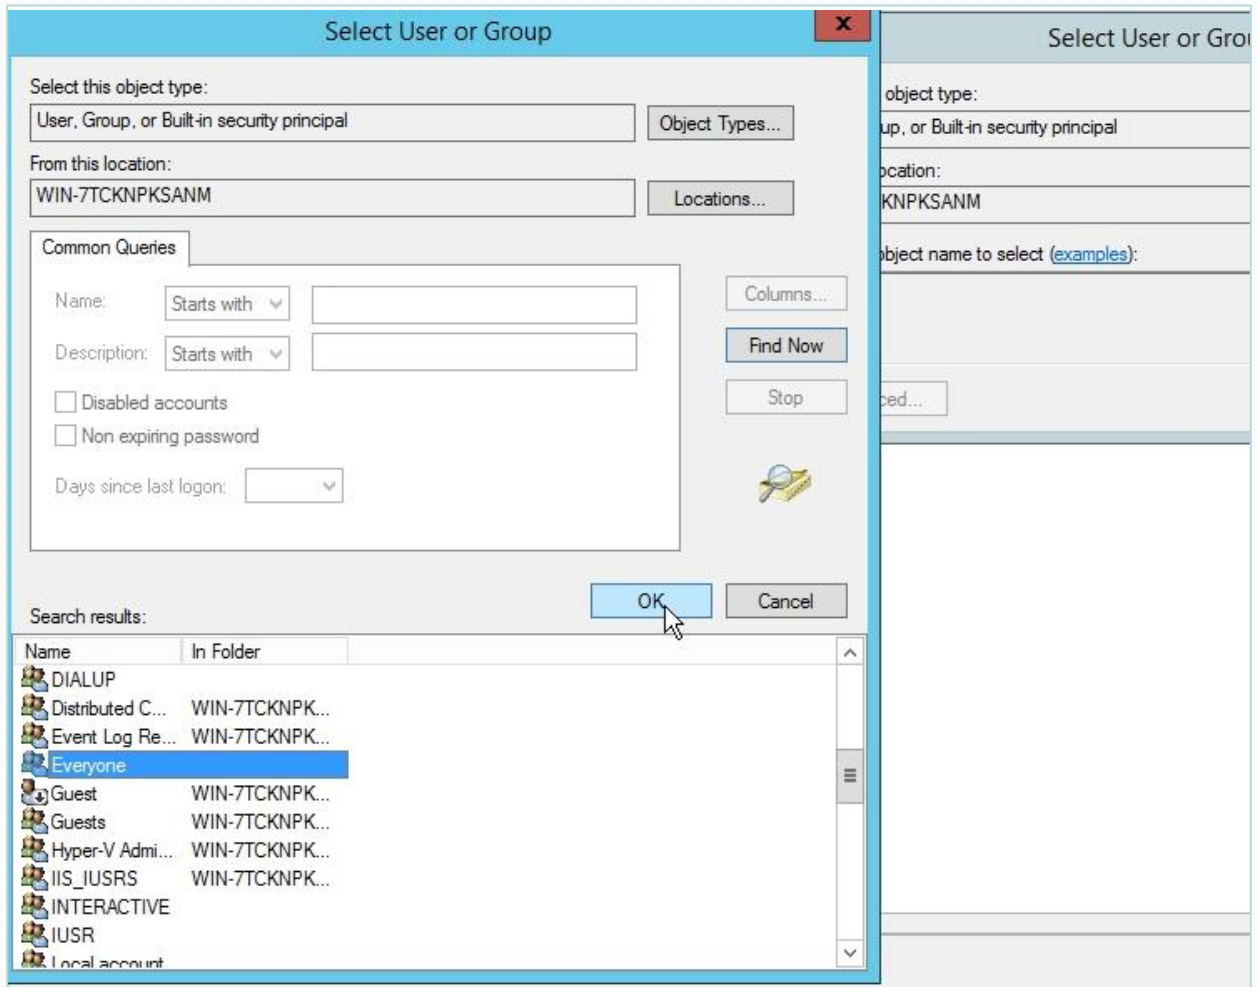 Select User or Group
X
Select this object type:
User, Group, or Built-in security principal
Object Types...
From this location:
WIN-7TCKNPKSANM
Locations...
Common Queries
Name:
Starts with
Description:
Starts with
Disabled accounts
Non expiring password
Days since last logon:
Columns...
Find Now
Stop
OK
Cancel
Search results:
Name In Folder
DIALUP
Distributed C... WIN-7TCKNPK...
Event Log Re... WIN-7TCKNPK...
Everyone
Guest WIN-7TCKNPK...
Guests WIN-7TCKNPK...
Hyper-V Admi... WIN-7TCKNPK...
IIS_IUSRS WIN-7TCKNPK...
INTERACTIVE
IUSR
Local account
Select User or Grou
object type:
up, or Built-in security principal
ocation:
KNPKSANM
object name to select (examples):
ced...